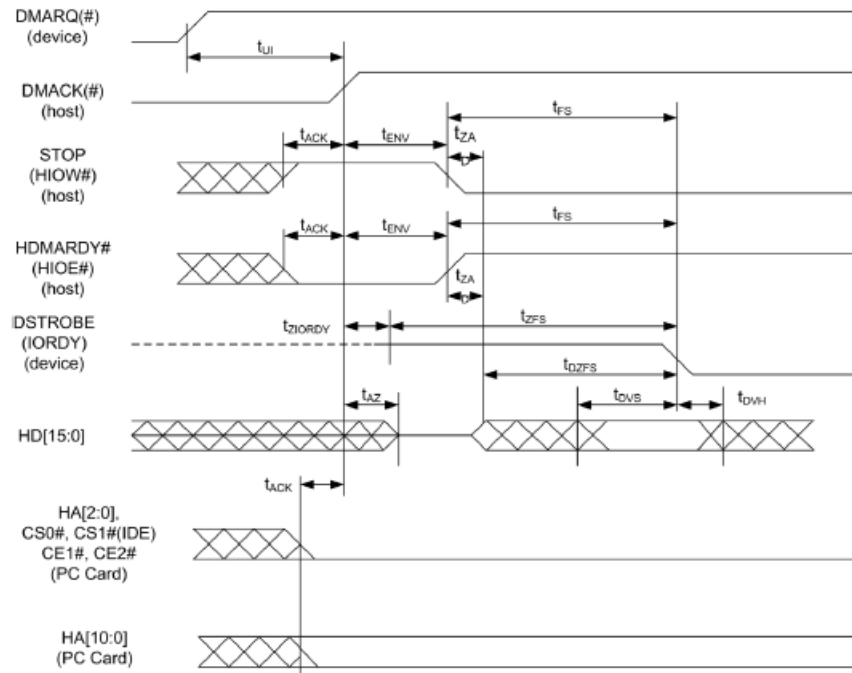 DMARQ(#)
(device)
tUI
DMACK(#)
(host)
tFS
tACK
tENV
tZA
D
STOP
(HIOW#)
(host)
tFS
tACK
tENV
HDMARDY#
(HIOE#)
(host)
tZA
D
DSTROBE
(IORDY)
(device)
tZIORDY
tZFS
tDZFS
tAZ
tDVS
tDVH
HD[15:0]
tACK
HA[2:0],
CS0#, CS1#(IDE)
CE1#, CE2#
(PC Card)
HA[10:0]
(PC Card)